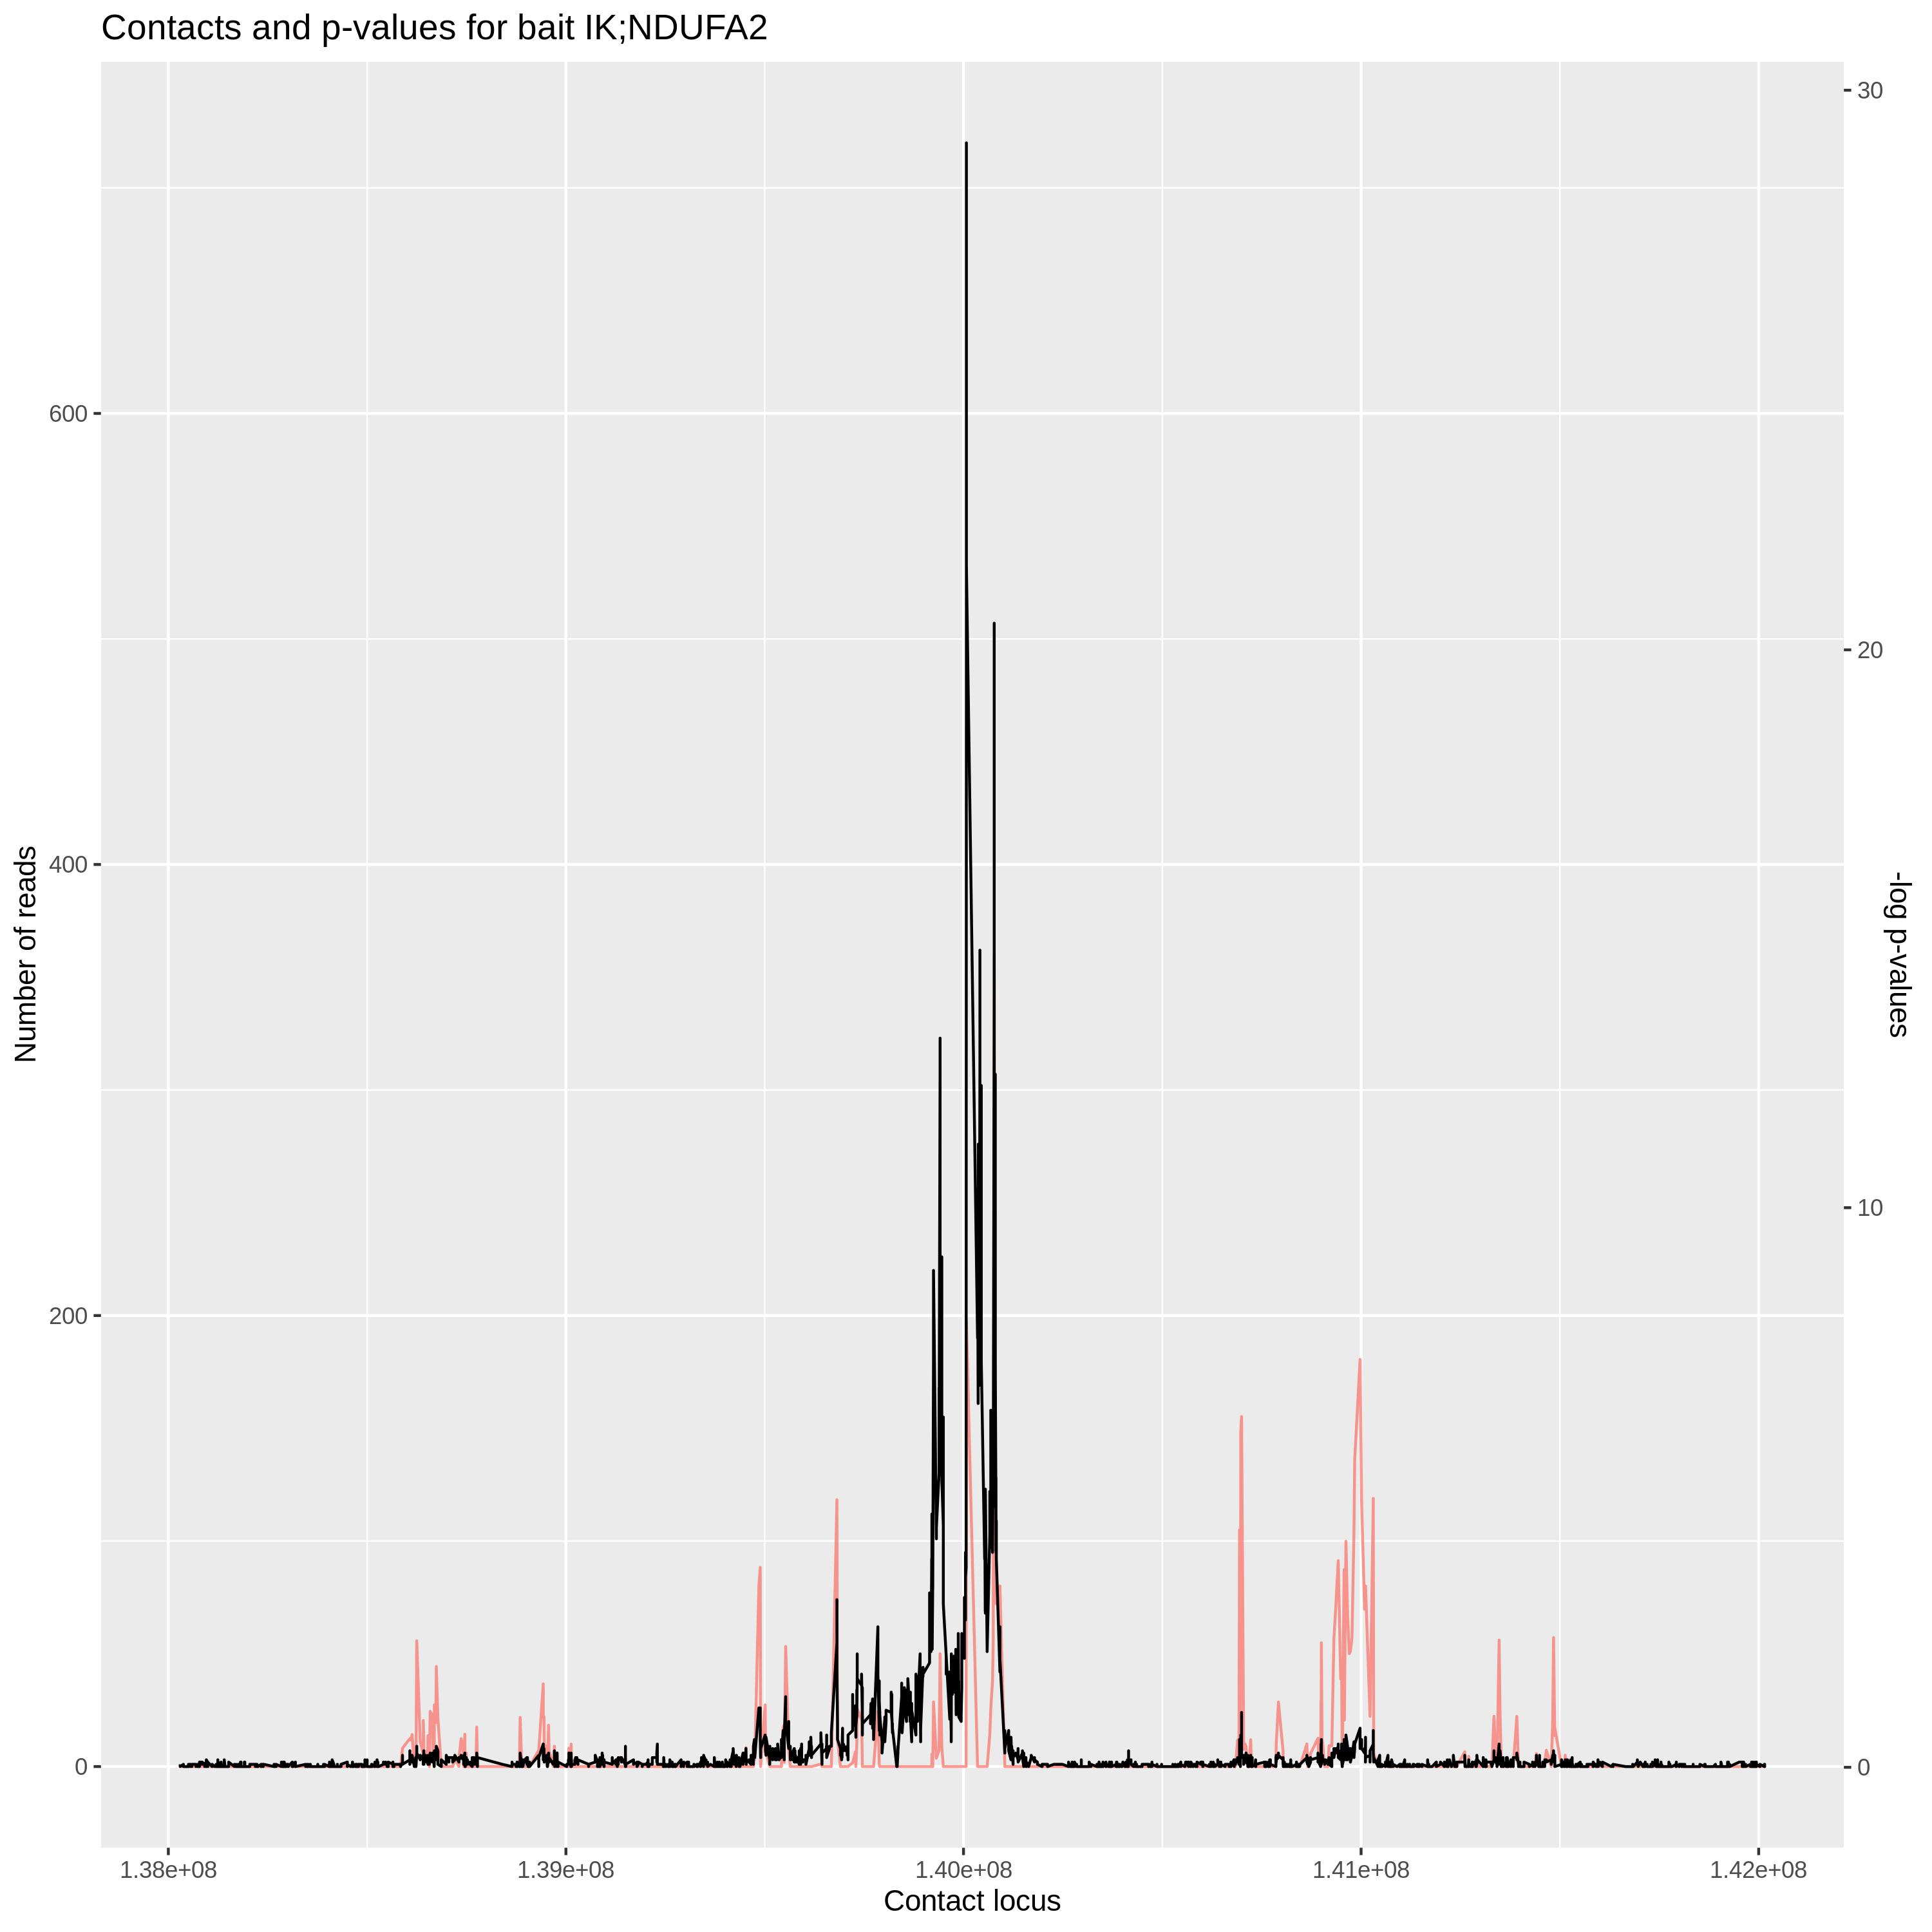 Contacts and p-values for bait IK;NDUFA2
30
600
20
400
Number of reads
-log p-values
10
200
0
0
1.38e+08
1.39e+08
1.40e+08
1.41e+08
1.42e+08
Contact locus